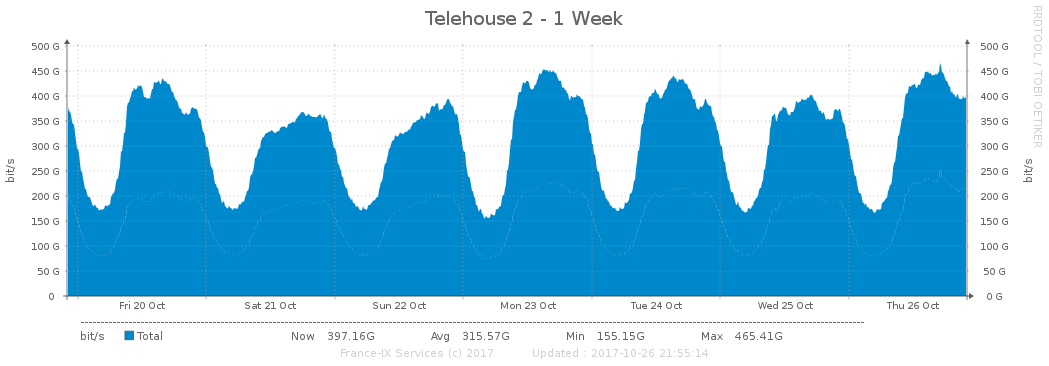 Telehouse 2 - 1 Week
RRDTOOL / TOBI OETIKER
500 G 500 G
450 G 450 G
400 G 400 G
350 G 350 G
300 G 300 G
250 G 250 G
200 G 200 G
150 G 150 G
100 G 100 G
50 G 50 G
0 0 G
bit/s bit/s
Fri 20 Oct Sat 21 Oct Sun 22 Oct Mon 23 Oct Tue 24 Oct Wed 25 Oct Thu 26 Oct
bit/s Total Now 397.16G Avg 315.57G Min 155.15G Max 465.41G
France-IX Services (c) 2017 Updated : 2017-10-26 21:55:14